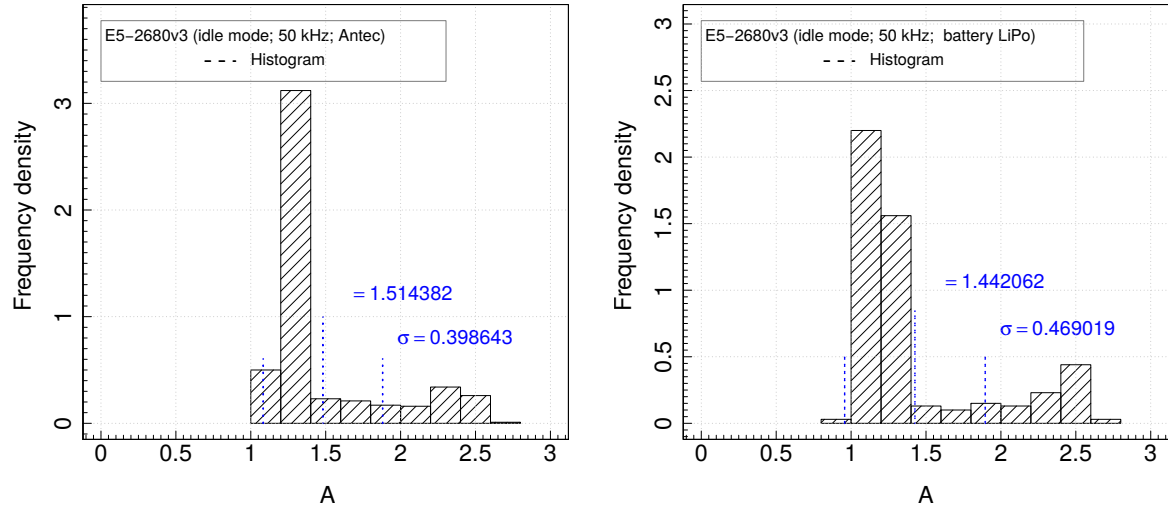 E5−2680v3 (idle mode; 50 kHz; Antec)
Histogram
3
2
1
0
Frequency density
= 1.514382
σ = 0.398643
0
0.5
1
1.5
2
2.5
3
A
E5−2680v3 (idle mode; 50 kHz; battery LiPo)
Histogram
3
2.5
2
1.5
1
0.5
0
Frequency density
= 1.442062
σ = 0.469019
0
0.5
1
1.5
2
2.5
3
A